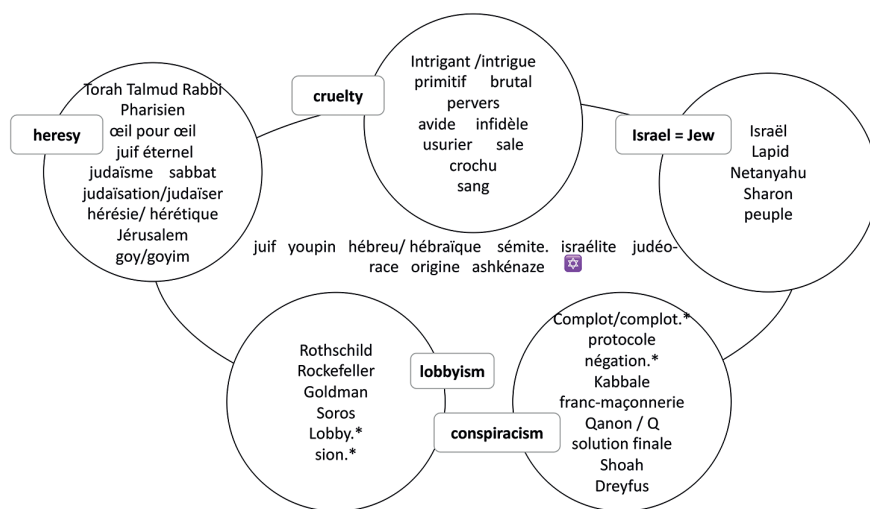 heresy
Torah Talmud Rabbi
Pharisien
œil pour œil
juif éternel
judaïsme sabbat
judaïsation/judaïser
hérésie/ hérétique
Jérusalem
goy/goyim
cruelty
Intrigant /intrigue
primitif brutal
pervers
avide infidèle
usurier sale
crochu
sang
Israel = Jew
Israël
Lapid
Netanyahu
Sharon
peuple
juif youpin hébreu/ hébraïque sémite. israélite judéo-
race origine ashkénaze ✡
lobbyism
Rothschild
Rockefeller
Goldman
Soros
Lobby.*
sion.*
conspiracism
Complot/complot.*
protocole
négation.*
Kabbale
franc-maçonnerie
Qanon / Q
solution finale
Shoah
Dreyfus